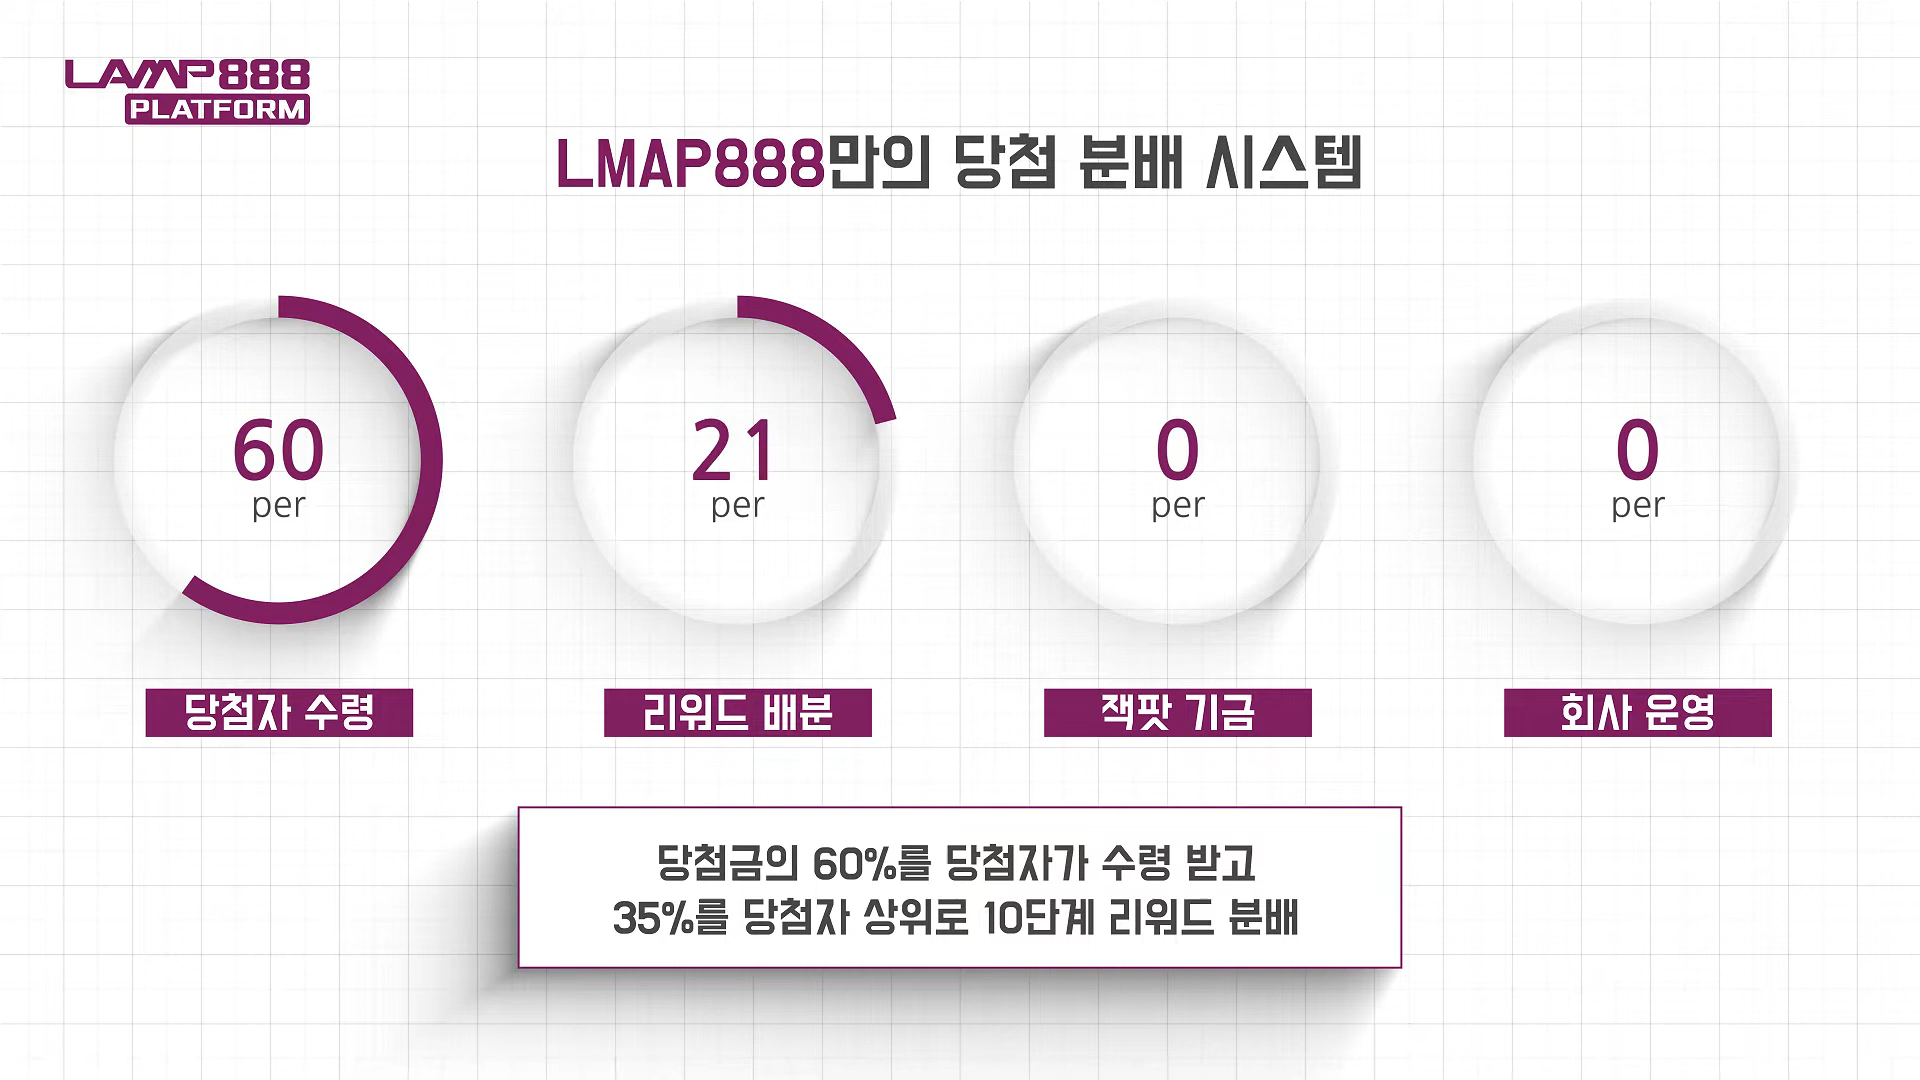 LAMP888
PLATFORM
LMAP888만의 당첨 분배 시스템
60
per
21
per
0
per
0
per
당첨자 수령
리워드 배분
잭팟 기금
회사 운영
당첨금의 60%를 당첨자가 수령 받고
35%를 당첨자 상위로 10단계 리워드 분배